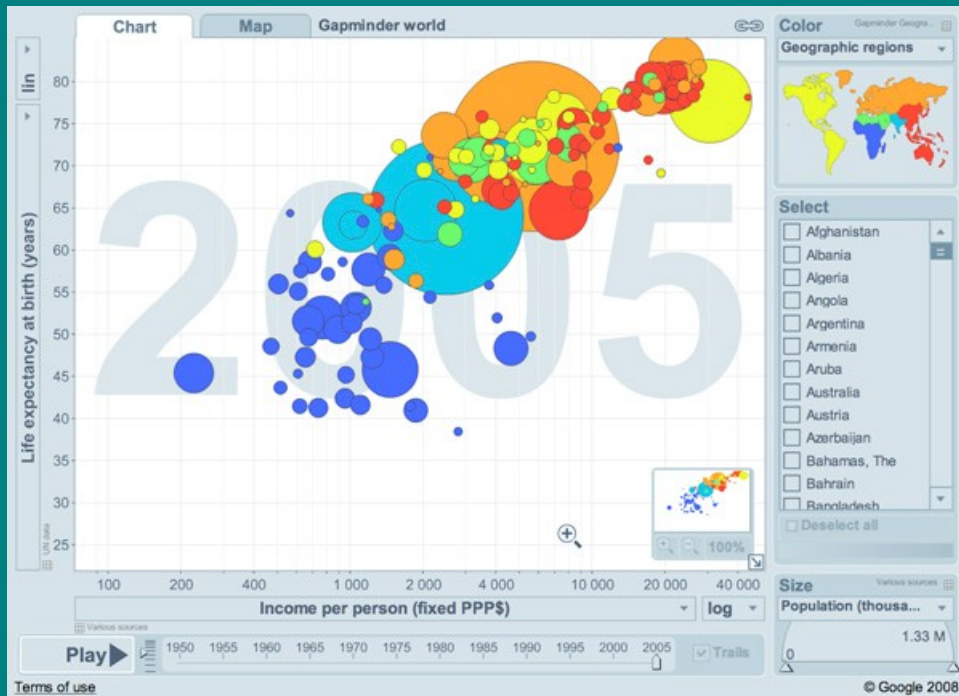 Chart
Map
Gapminder world
Color
Gapminder Geogra...
Geographic regions
lin
Life expectancy at birth (years)
UN data
80
75
70
65
60
55
50
45
40
35
30
25
2005
100%
100
200
400
1 000
2 000
4 000
10 000
20 000
40 000
Income per person (fixed PPP$)
log
Various sources
Select
Afghanistan
Albania
Algeria
Angola
Argentina
Armenia
Aruba
Australia
Austria
Azerbaijan
Bahamas, The
Bahrain
Bangladesh
Deselect all
Size
Various sources
Population (thousa...
1.33 M
0
Play
1950 1955 1960 1965 1970 1975 1980 1985 1990 1995 2000 2005
Trails
Terms of use
© Google 2008